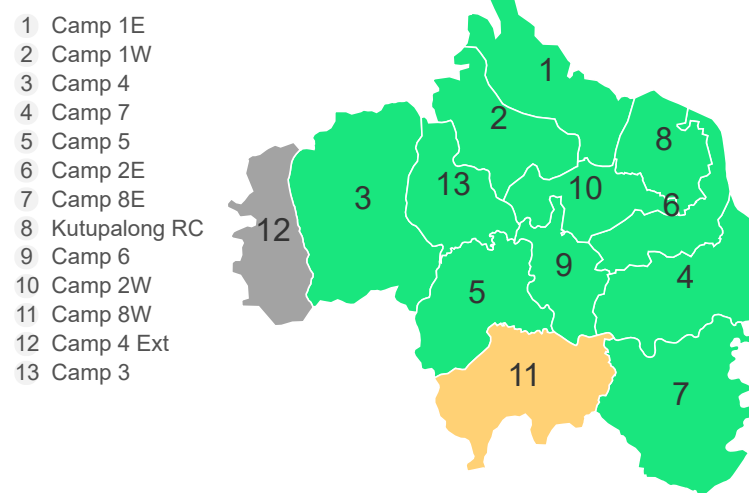 1 Camp 1E
2 Camp 1W
3 Camp 4
4 Camp 7
5 Camp 5
6 Camp 2E
7 Camp 8E
8 Kutupalong RC
9 Camp 6
10 Camp 2W
11 Camp 8W
12 Camp 4 Ext
13 Camp 3
1
2
8
13
10
3
6
12
9
4
5
11
7